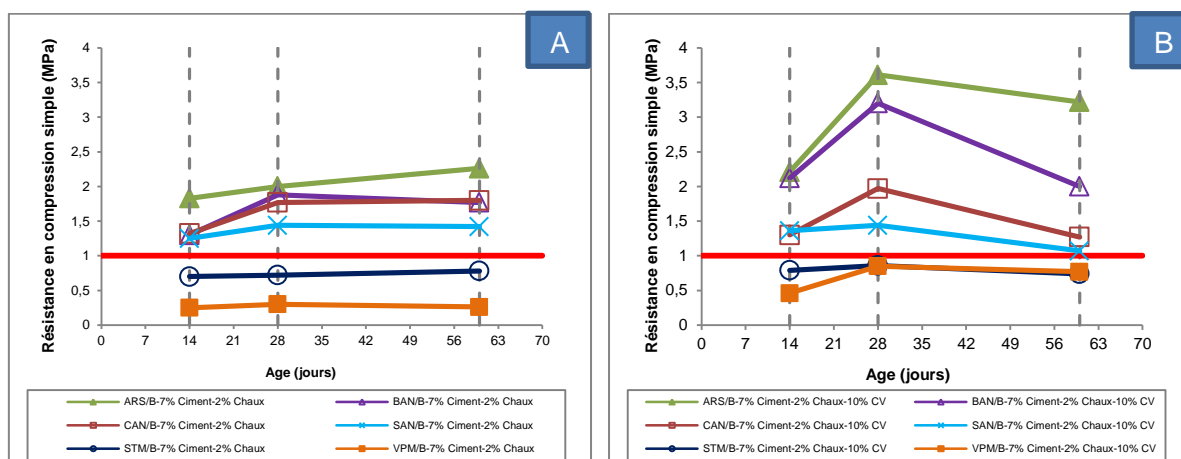 A
Résistance en compression simple (MPa)
4
3,5
3
2,5
2
1,5
1
0,5
0
0 7 14 21 28 35 42 49 56 63 70
Age (jours)
ARS/B-7% Ciment-2% Chaux BAN/B-7% Ciment-2% Chaux
CAN/B-7% Ciment-2% Chaux SAN/B-7% Ciment-2% Chaux
STM/B-7% Ciment-2% Chaux VPM/B-7% Ciment-2% Chaux
B
Résistance en compression simple (MPa)
4
3,5
3
2,5
2
1,5
1
0,5
0
0 7 14 21 28 35 42 49 56 63 70
Age (jours)
ARS/B-7% Ciment-2% Chaux-10% CV BAN/B-7% Ciment-2% Chaux-10% CV
CAN/B-7% Ciment-2% Chaux-10% CV SAN/B-7% Ciment-2% Chaux-10% CV
STM/B-7% Ciment-2% Chaux-10% CV VPM/B-7% Ciment-2% Chaux-10% CV